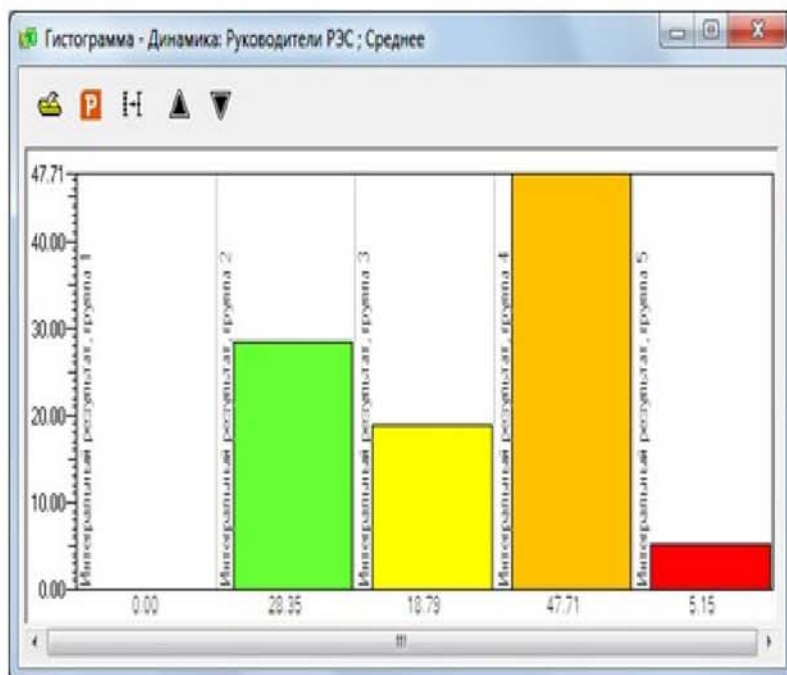 Гистограмма - Динамика: Руководители РЭС ; Среднее
47.71
40.00
30.00
20.00
10.00
0.00
Интегральный результат, группа 1
Интегральный результат, группа 2
Интегральный результат, группа 3
Интегральный результат, группа 4
Интегральный результат, группа 5
0.00 28.35 18.79 47.71 5.15